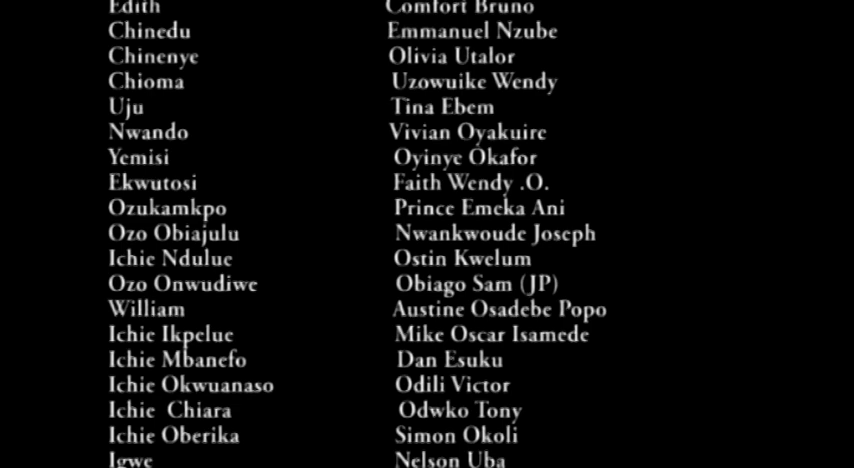 Edith Comfort Bruno
Chinedu Emmanuel Nzube
Chinenye Olivia Utalor
Chioma Uzowuike Wendy
Uju Tina Ebem
Nwando Vivian Oyakuire
Yemisi Oyinye Okafor
Ekwutosi Faith Wendy .O.
Ozukamkpo Prince Emeka Ani
Ozo Obiajulu Nwankwoude Joseph
Ichie Ndulue Ostin Kwelum
Ozo Onwudiwe Obiago Sam (JP)
William Austine Osadebe Popo
Ichie Ikpelue Mike Oscar Isamede
Ichie Mbanefo Dan Esuku
Ichie Okwuanaso Odili Victor
Ichie Chiara Odwko Tony
Ichie Oberika Simon Okoli
Igwe Nelson Uba